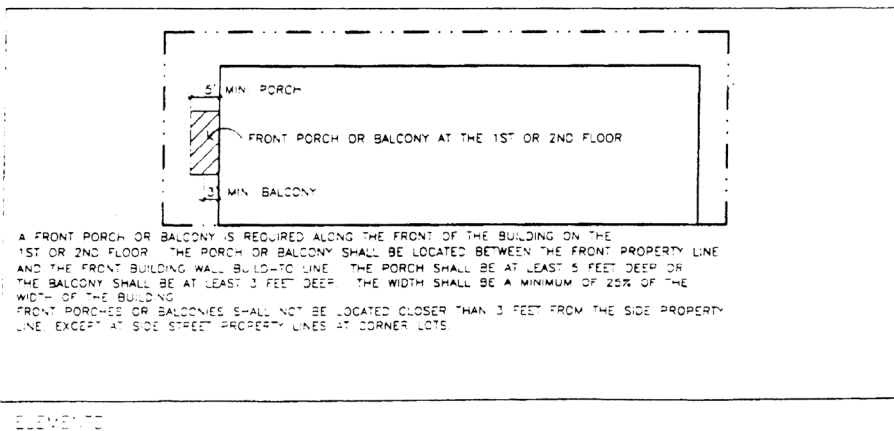 5' MIN. PORCH
FRONT PORCH OR BALCONY AT THE 1ST OR 2ND FLOOR
3' MIN. BALCONY
A FRONT PORCH OR BALCONY IS REQUIRED ALONG THE FRONT OF THE BUILDING ON THE
1ST OR 2ND FLOOR. THE PORCH OR BALCONY SHALL BE LOCATED BETWEEN THE FRONT PROPERTY LINE
AND THE FRONT BUILDING WALL BUILD-TO LINE. THE PORCH SHALL BE AT LEAST 5 FEET DEEP OR
THE BALCONY SHALL BE AT LEAST 3 FEET DEEP. THE WIDTH SHALL BE A MINIMUM OF 25% OF THE
WIDTH OF THE BUILDING
FRONT PORCHES OR BALCONIES SHALL NOT BE LOCATED CLOSER THAN 3 FEET FROM THE SIDE PROPERTY
LINE, EXCEPT AT SIDE STREET PROPERTY LINES AT CORNER LOTS.
ELEMENTS